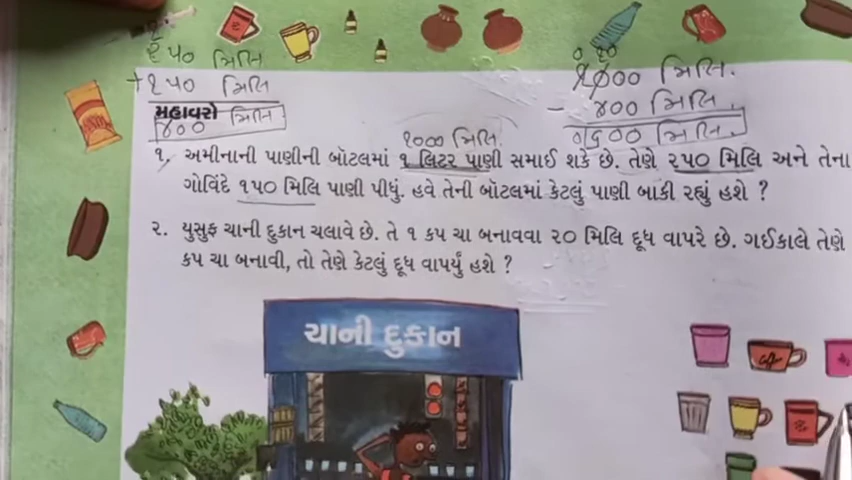 ૨૫૦ મિલિ
+૧૫૦ મિલિ
૪૦૦ મિલિ
૧૦૦૦ મિલિ.
- ૪૦૦ મિલિ.
૦૬૦૦ મિલિ.
મહાવરો
૧૦૦૦ મિલિ.
૧. અમીનાની પાણીની બૉટલમાં ૧ લિટર પાણી સમાઈ શકે છે. તેણે ૨૫૦ મિલિ અને તેના
ગોવિંદે ૧૫૦ મિલિ પાણી પીધું. હવે તેની બૉટલમાં કેટલું પાણી બાકી રહ્યું હશે ?
૨. યુસુફ ચાની દુકાન ચલાવે છે. તે ૧ કપ ચા બનાવવા ૨૦ મિલિ દૂધ વાપરે છે. ગઈકાલે તેણે
કપ ચા બનાવી, તો તેણે કેટલું દૂધ વાપર્યું હશે ?
ચાની દુકાન